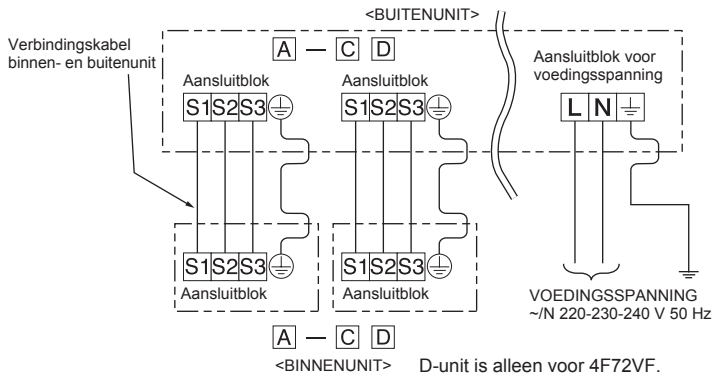 <BUITENUNIT>
Verbindingskabel
binnen- en buitenunit
A — C D
Aansluitblok voor
voedingsspanning
Aansluitblok
Aansluitblok
S1 S2 S3
S1 S2 S3
L N
S1 S2 S3
S1 S2 S3
Aansluitblok
Aansluitblok
VOEDINGSSPANNING
~/N 220-230-240 V 50 Hz
A — C D
<BINNENUNIT>
D-unit is alleen voor 4F72VF.